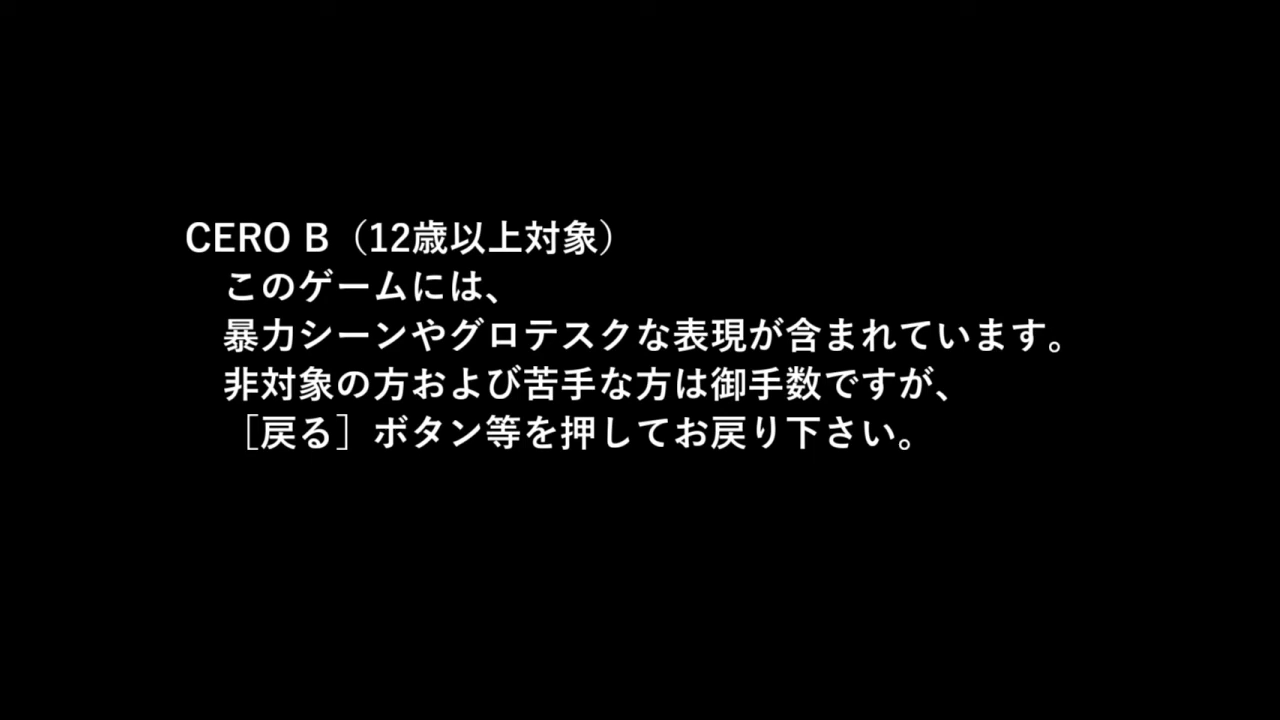 CERO B（12歳以上対象）
このゲームには、
暴力シーンやグロテスクな表現が含まれています。
非対象の方および苦手な方は御手数ですが、
［戻る］ボタン等を押してお戻り下さい。